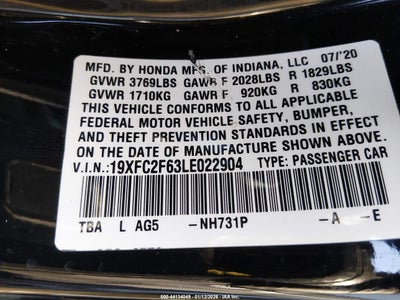 MFD. BY HONDA MFG. OF INDIANA, LLC 07/'20
GVWR 3769LBS GAWR F 2028LBS R 1829LBS
GVWR 1710KG GAWR F 920KG R 830KG
THIS VEHICLE CONFORMS TO ALL APPLICABLE
FEDERAL MOTOR VEHICLE SAFETY, BUMPER,
AND THEFT PREVENTION STANDARDS IN EFFECT
ON THE DATE OF MANUFACTURE SHOWN ABOVE.
V.I.N.:19XFC2F63LE022904 TYPE: PASSENGER CAR
TBA L AG5 -NH731P -A -E
000-44134049 - 01/12/2026 -